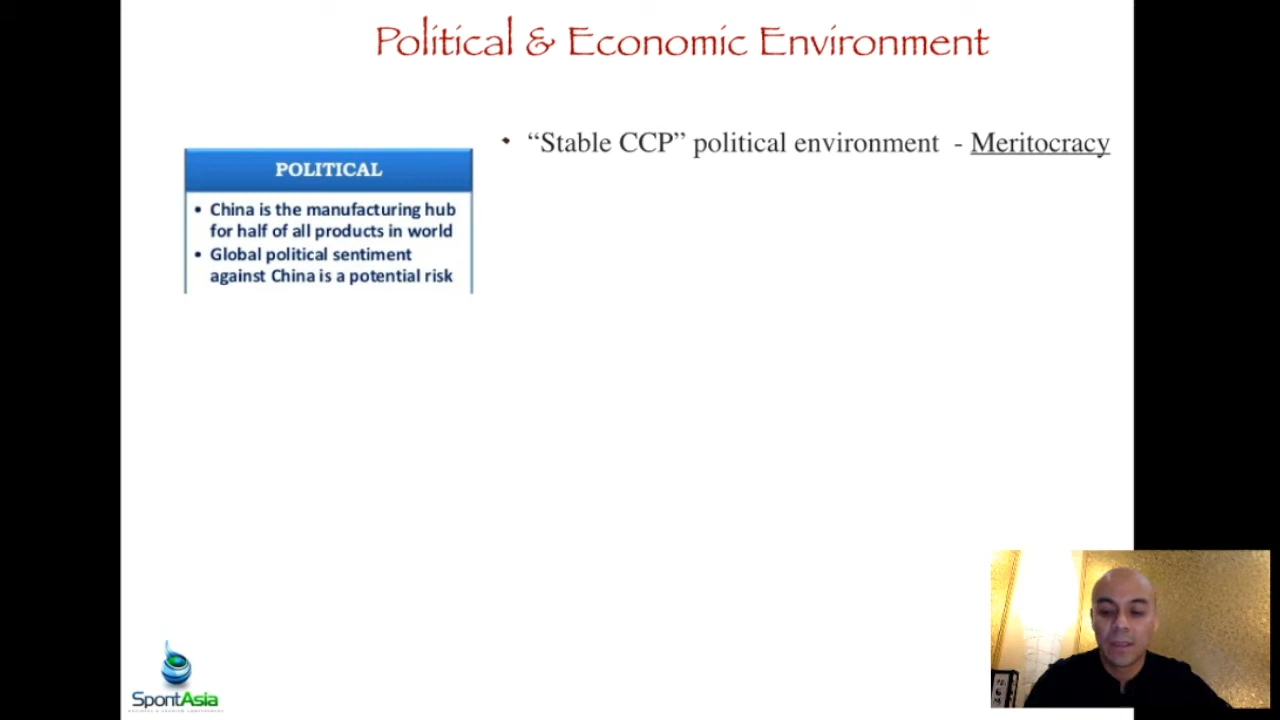 Political & Economic Environment
• “Stable CCP” political environment - Meritocracy
POLITICAL
• China is the manufacturing hub
for half of all products in world
• Global political sentiment
against China is a potential risk
SpontAsia